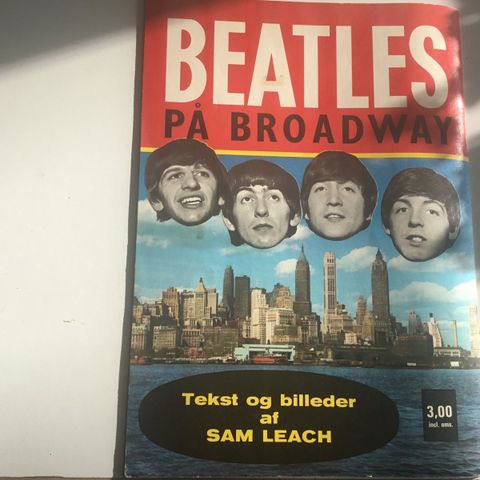 BEATLES
PÅ BROADWAY
Tekst og billeder
af
SAM LEACH
3,00
incl. oms.